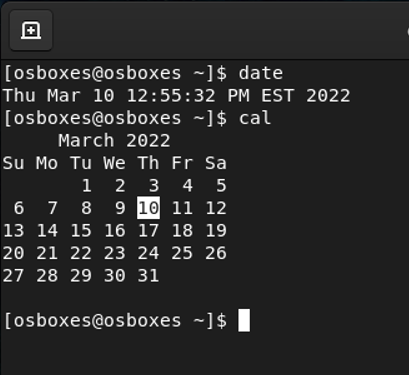 [osboxes@osboxes ~]$ date
Thu Mar 10 12:55:32 PM EST 2022
[osboxes@osboxes ~]$ cal
     March 2022
Su Mo Tu We Th Fr Sa
       1  2  3  4  5
 6  7  8  9 10 11 12
13 14 15 16 17 18 19
20 21 22 23 24 25 26
27 28 29 30 31
[osboxes@osboxes ~]$